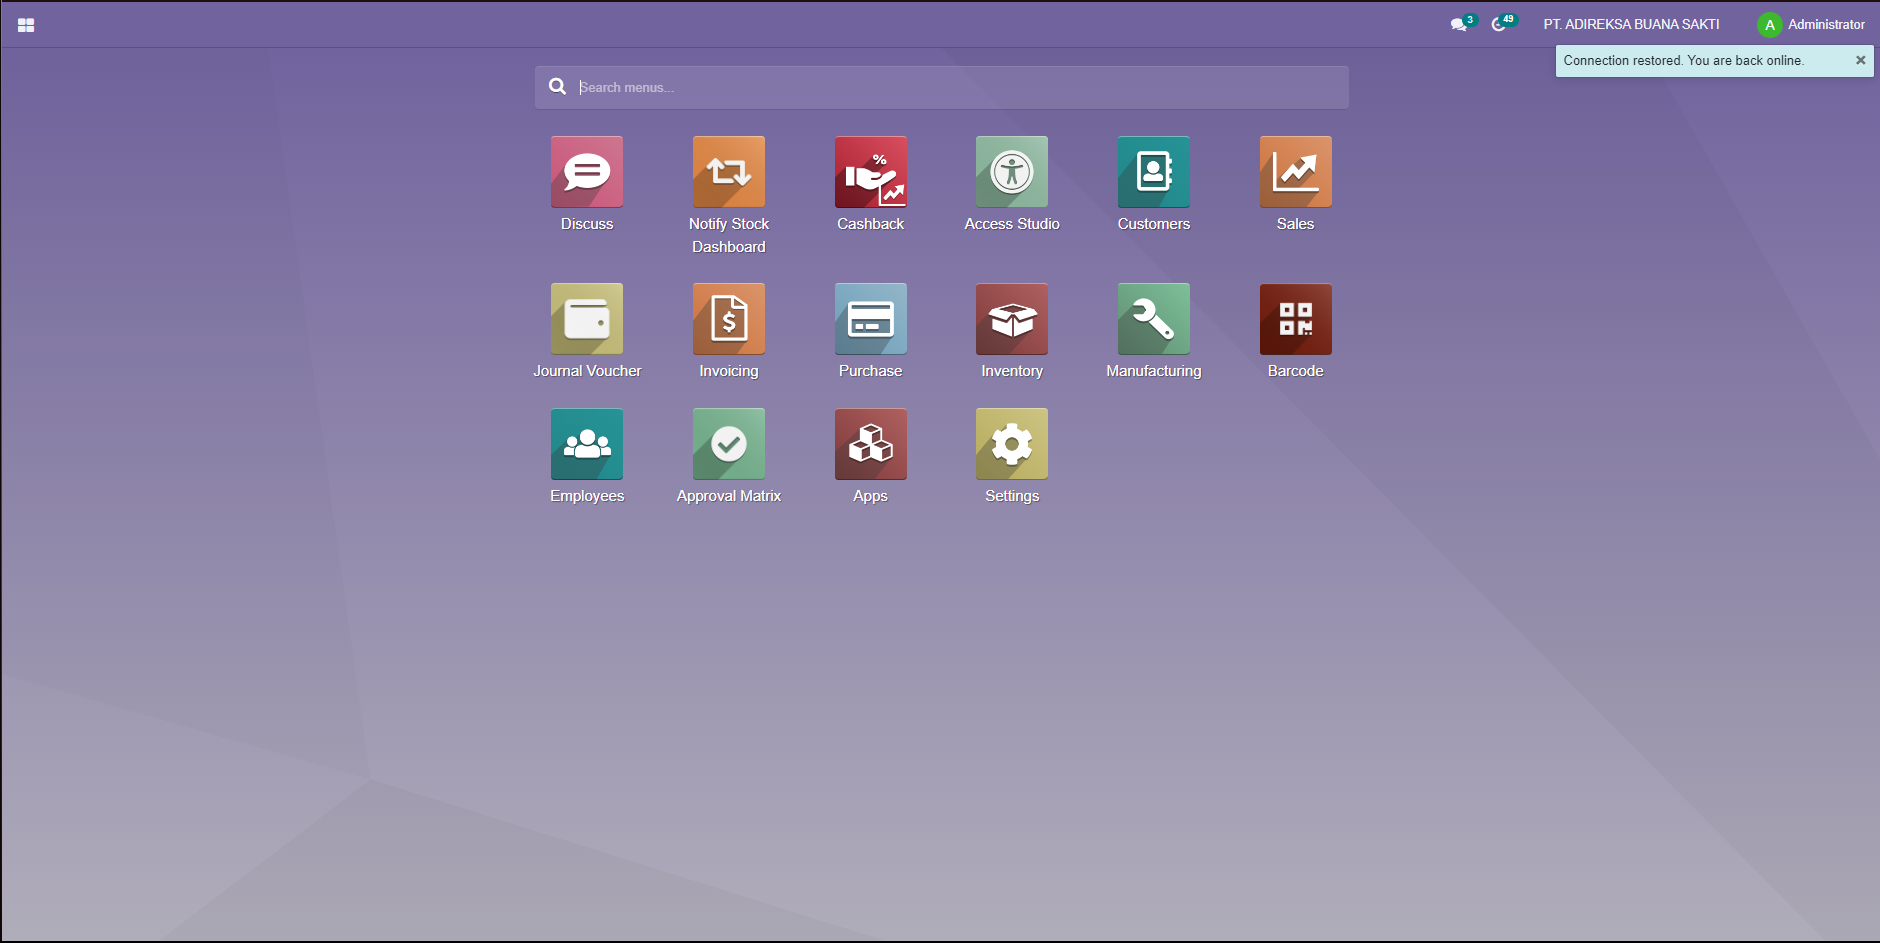 3
49
PT. ADIREKSA BUANA SAKTI
A
Administrator
Connection restored. You are back online.
Search menus...
Discuss
Notify Stock
Dashboard
%
Cashback
Access Studio
Customers
Sales
Journal Voucher
$
Invoicing
Purchase
Inventory
Manufacturing
Barcode
Employees
Approval Matrix
Apps
Settings